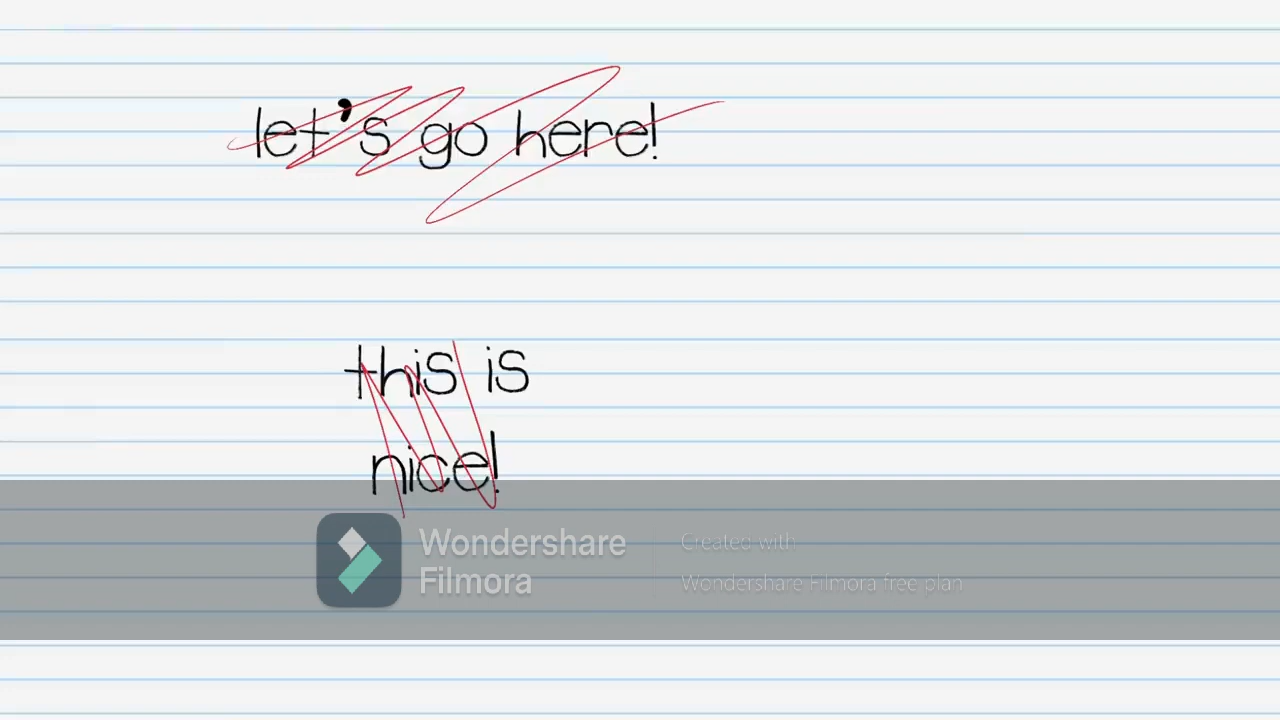 let's go here!
this is
nice!
Wondershare
Filmora
Created with
Wondershare Filmora free plan